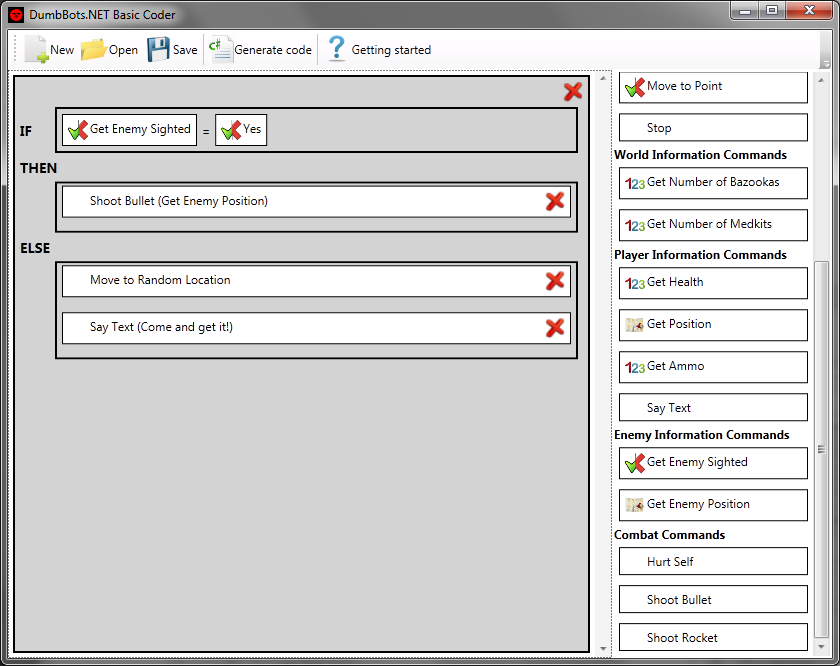 DumbBots.NET Basic Coder
New Open Save C# Generate code ? Getting started
IF Get Enemy Sighted = Yes
THEN
Shoot Bullet (Get Enemy Position)
ELSE
Move to Random Location
Say Text (Come and get it!)
Move to Point
Stop
World Information Commands
123 Get Number of Bazookas
123 Get Number of Medkits
Player Information Commands
123 Get Health
Get Position
123 Get Ammo
Say Text
Enemy Information Commands
Get Enemy Sighted
Get Enemy Position
Combat Commands
Hurt Self
Shoot Bullet
Shoot Rocket